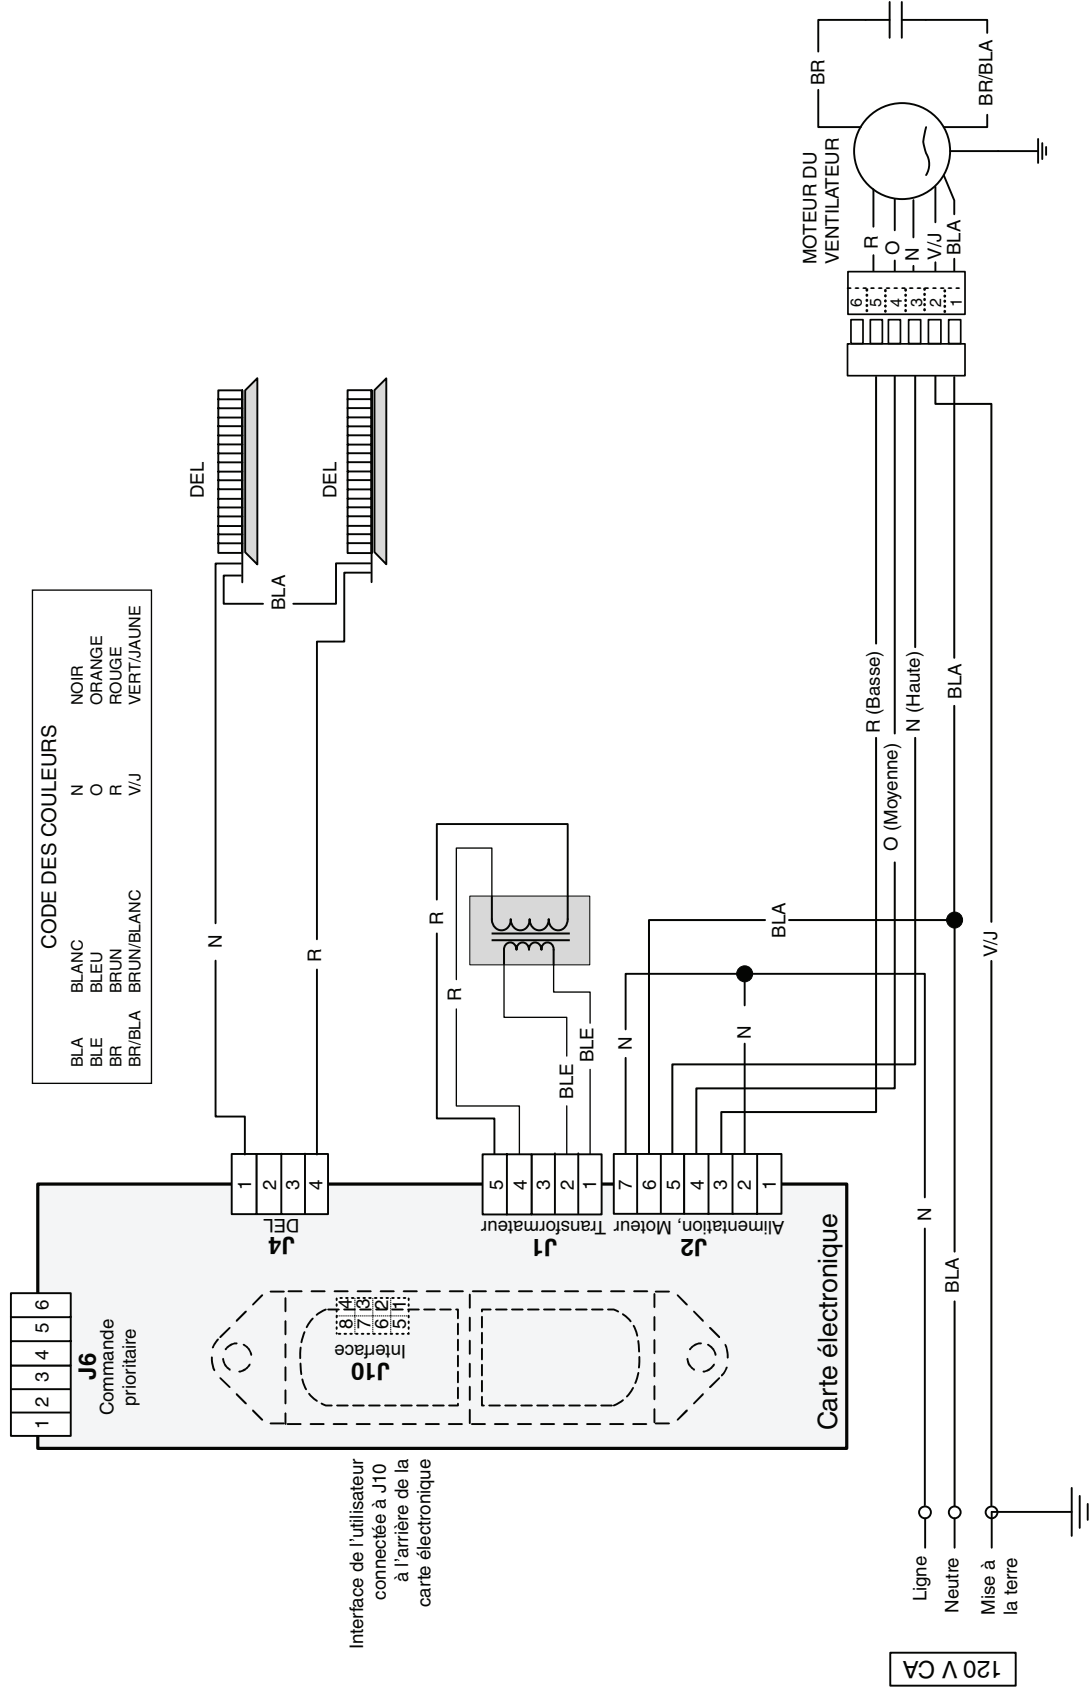 CODE DES COULEURS
BLA BLANC N NOIR
BLE BLEU O ORANGE
BR BRUN R ROUGE
BR/BLA BRUN/BLANC V/J VERT/JAUNE
1 2 3 4 5 6
J6
Commande
prioritaire
Interface de l'utilisateur
connectée à J10
à l'arrière de la
carte électronique
J10
Interface
8 4
7 3
6 2
5 1
J4
DEL
1
2
3
4
N
R
BLA
DEL
DEL
J1
Transformateur
5
4
3
2
1
R
R
BLE
BLE
J2
Alimentation, Moteur
7
6
5
4
3
2
1
N
BLA
N
Carte électronique
R (Basse)
O (Moyenne)
N (Haute)
BLA
V/J
N
BLA
6
5
4
3
2
1
R
O
N
V/J
BLA
MOTEUR DU
VENTILATEUR
BR
BR/BLA
Ligne
Neutre
Mise à
la terre
120 V CA